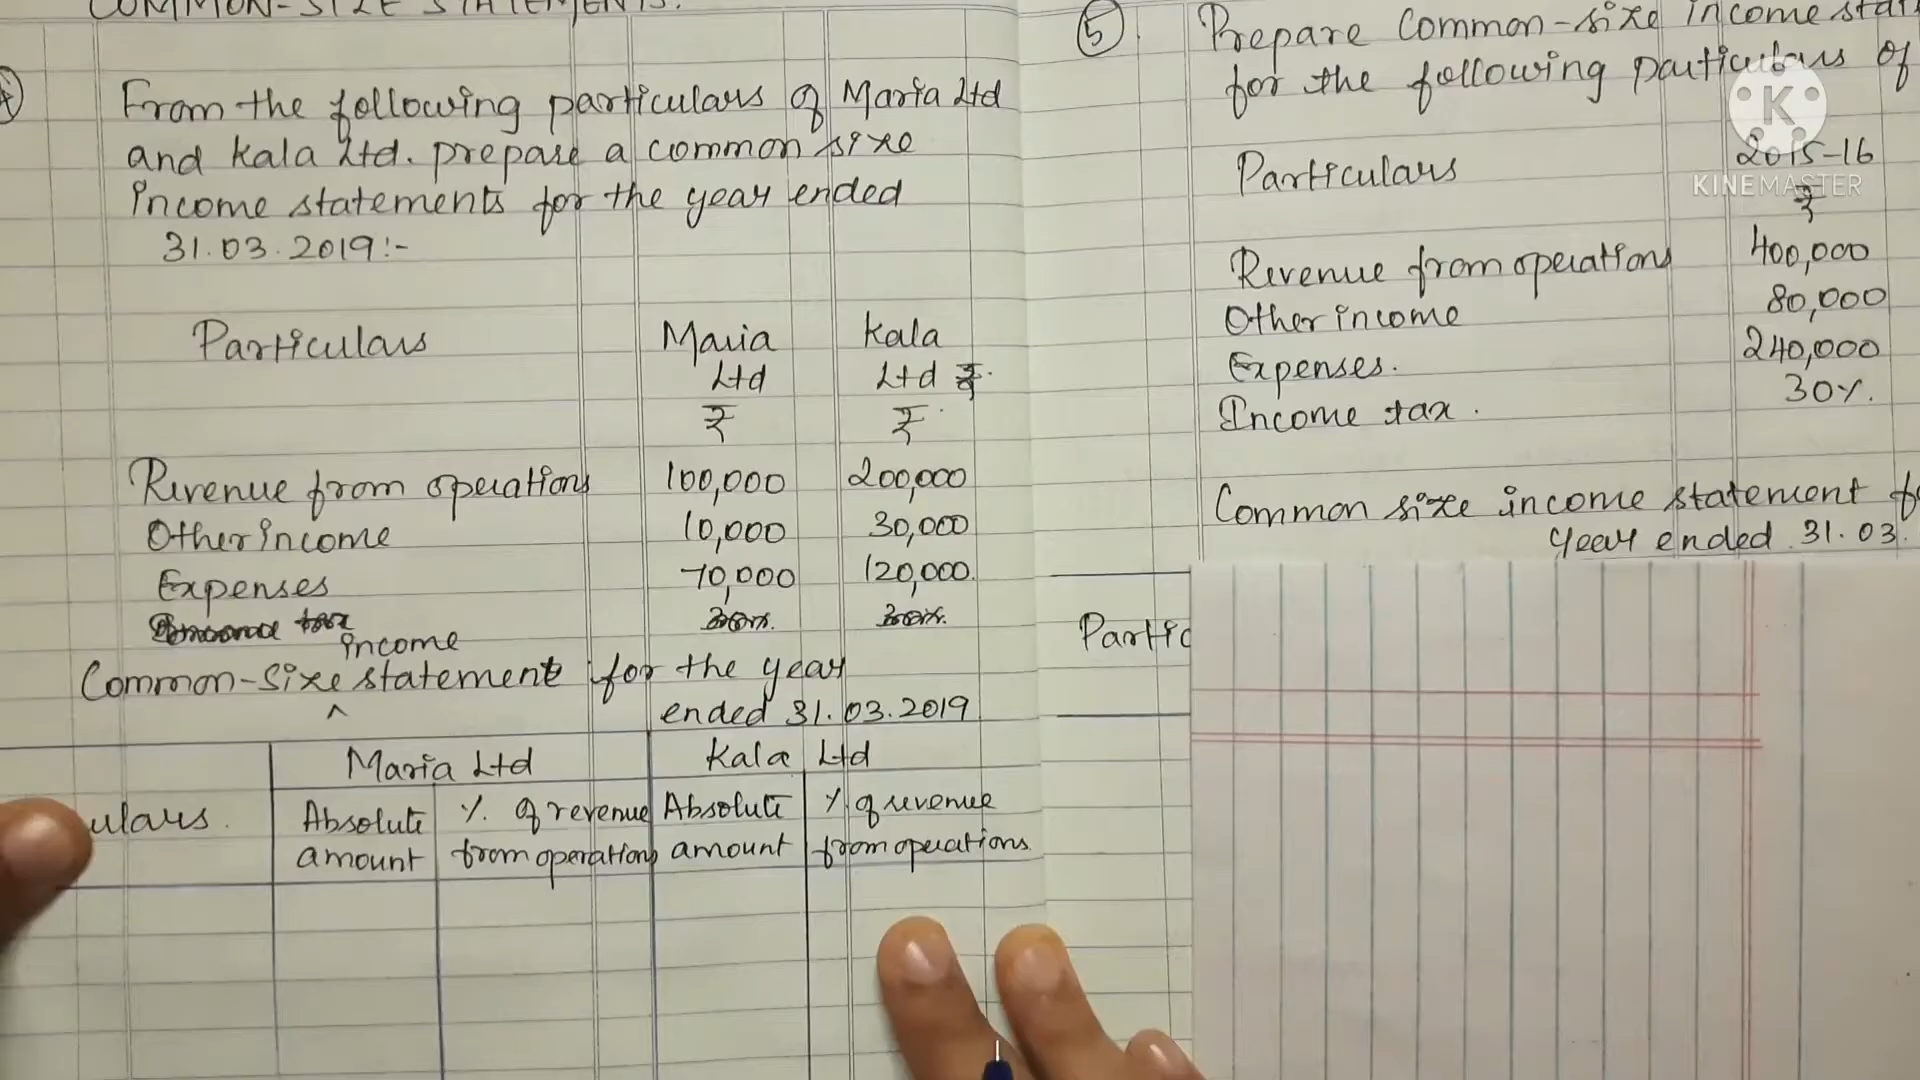 COMMON-SIZE STATEMENTS.
From the following particulars of Maria Ltd
and Kala Ltd. prepare a common size
income statements for the year ended
31.03.2019:-
Particulars Maria Kala
Ltd Ltd ₹.
₹ ₹
Revenue from operations 100,000 200,000
Other income 10,000 30,000
Expenses 70,000 120,000
Income tax 30%. 30%.
income
Common-Size statement for the year
^
ended 31.03.2019
Maria Ltd Kala Ltd
ulars. Absolute %. of revenue Absolute % of revenue
amount from operations amount from operations
5
Prepare Common-size income stat
for the following particulars of
Particulars 2015-16
KINEMASTER
₹
Revenue from operations 400,000
Other income 80,000
Expenses. 240,000
Income tax. 30%.
Common size income statement fo
year ended 31.03.
Partic
K